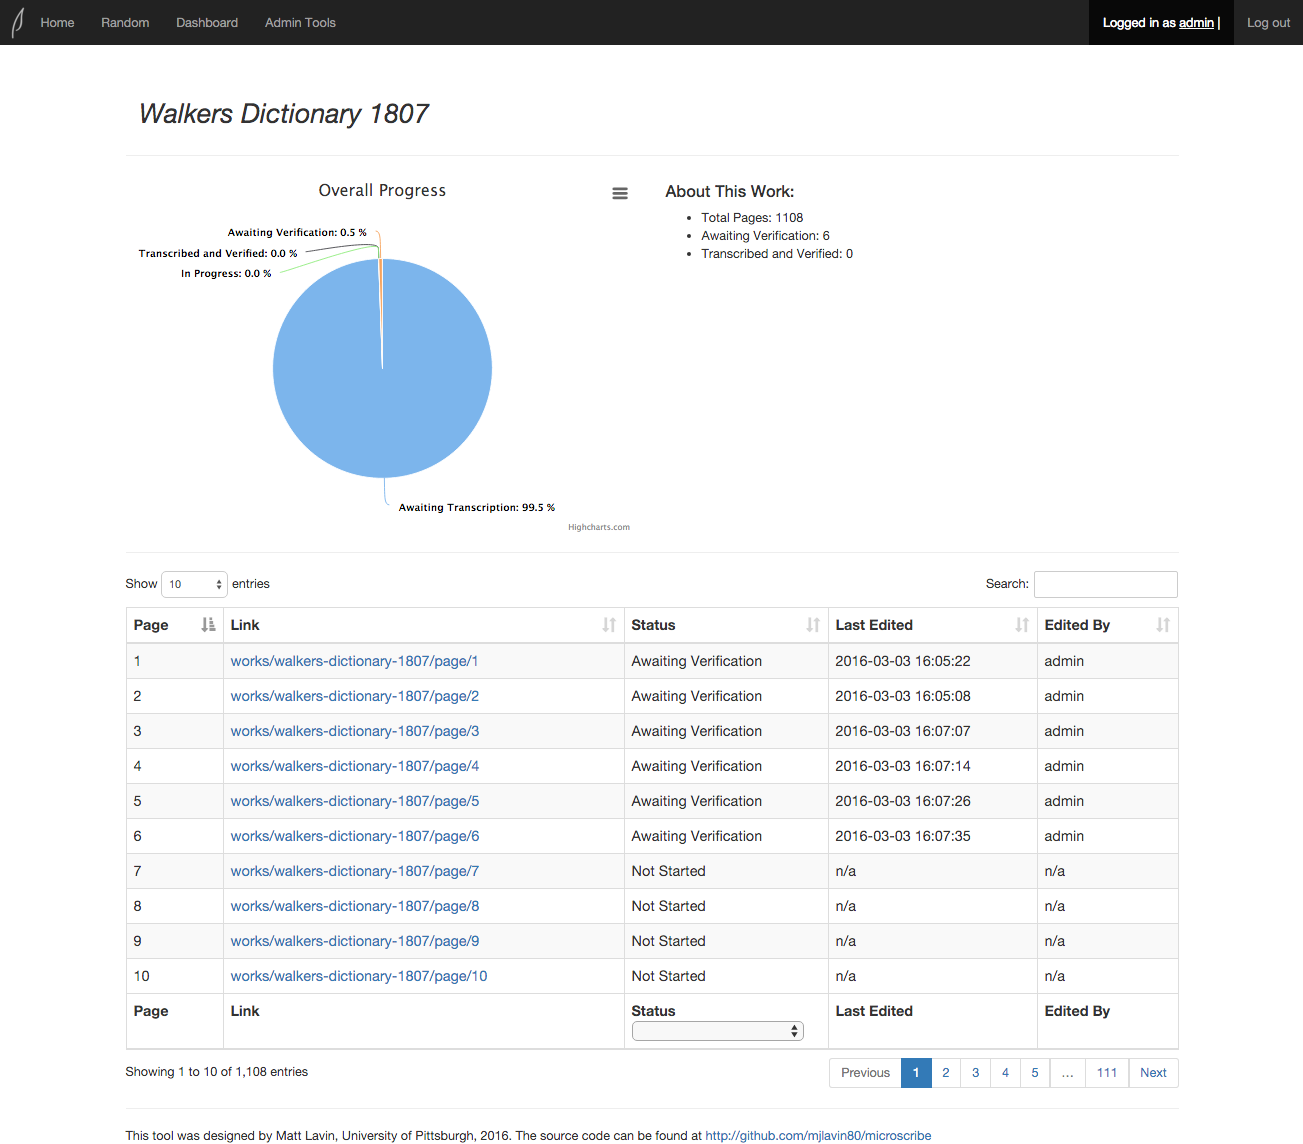 Home Random Dashboard Admin Tools Logged in as admin | Log out
Walkers Dictionary 1807
Overall Progress
Awaiting Verification: 0.5 %
Transcribed and Verified: 0.0 %
In Progress: 0.0 %
Awaiting Transcription: 99.5 %
Highcharts.com
About This Work:
• Total Pages: 1108
• Awaiting Verification: 6
• Transcribed and Verified: 0
Show 10 entries Search:
Page Link Status Last Edited Edited By
1 works/walkers-dictionary-1807/page/1 Awaiting Verification 2016-03-03 16:05:22 admin
2 works/walkers-dictionary-1807/page/2 Awaiting Verification 2016-03-03 16:05:08 admin
3 works/walkers-dictionary-1807/page/3 Awaiting Verification 2016-03-03 16:07:07 admin
4 works/walkers-dictionary-1807/page/4 Awaiting Verification 2016-03-03 16:07:14 admin
5 works/walkers-dictionary-1807/page/5 Awaiting Verification 2016-03-03 16:07:26 admin
6 works/walkers-dictionary-1807/page/6 Awaiting Verification 2016-03-03 16:07:35 admin
7 works/walkers-dictionary-1807/page/7 Not Started n/a n/a
8 works/walkers-dictionary-1807/page/8 Not Started n/a n/a
9 works/walkers-dictionary-1807/page/9 Not Started n/a n/a
10 works/walkers-dictionary-1807/page/10 Not Started n/a n/a
Page Link Status Last Edited Edited By
Showing 1 to 10 of 1,108 entries Previous 1 2 3 4 5 … 111 Next
This tool was designed by Matt Lavin, University of Pittsburgh, 2016. The source code can be found at http://github.com/mjlavin80/microscribe